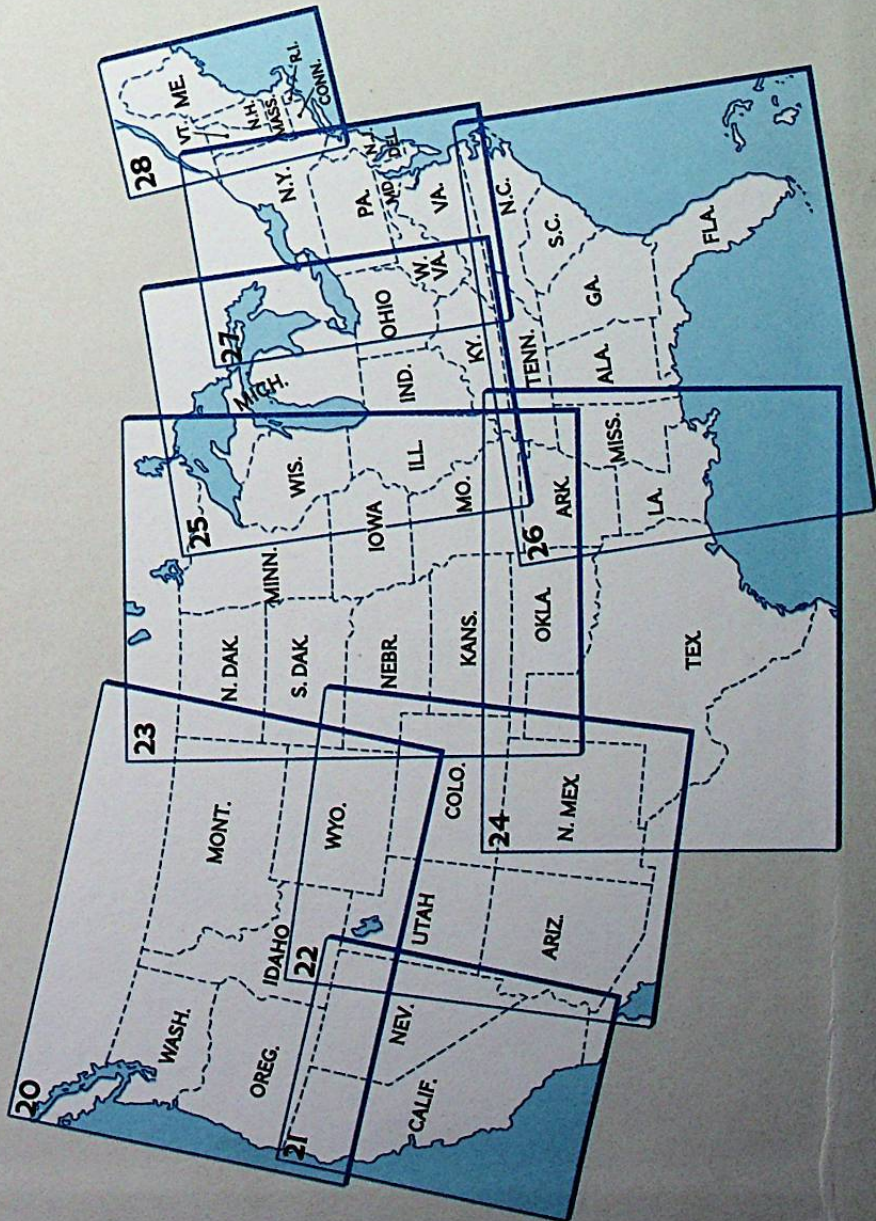 20
WASH.
OREG.
IDAHO
MONT.
21
CALIF.
NEV.
22
WYO.
UTAH
COLO.
ARIZ.
N. MEX.
23
N. DAK.
S. DAK.
NEBR.
KANS.
MINN.
IOWA
MO.
24
OKLA.
TEX.
25
WIS.
ILL.
MICH.
IND.
OHIO
KY.
26
ARK.
LA.
MISS.
TENN.
ALA.
GA.
FLA.
S.C.
N.C.
27
N.Y.
PA.
W.
VA.
VA.
MD.
DEL.
N.J.
28
ME.
VT.
N.H.
MASS.
R.I.
CONN.